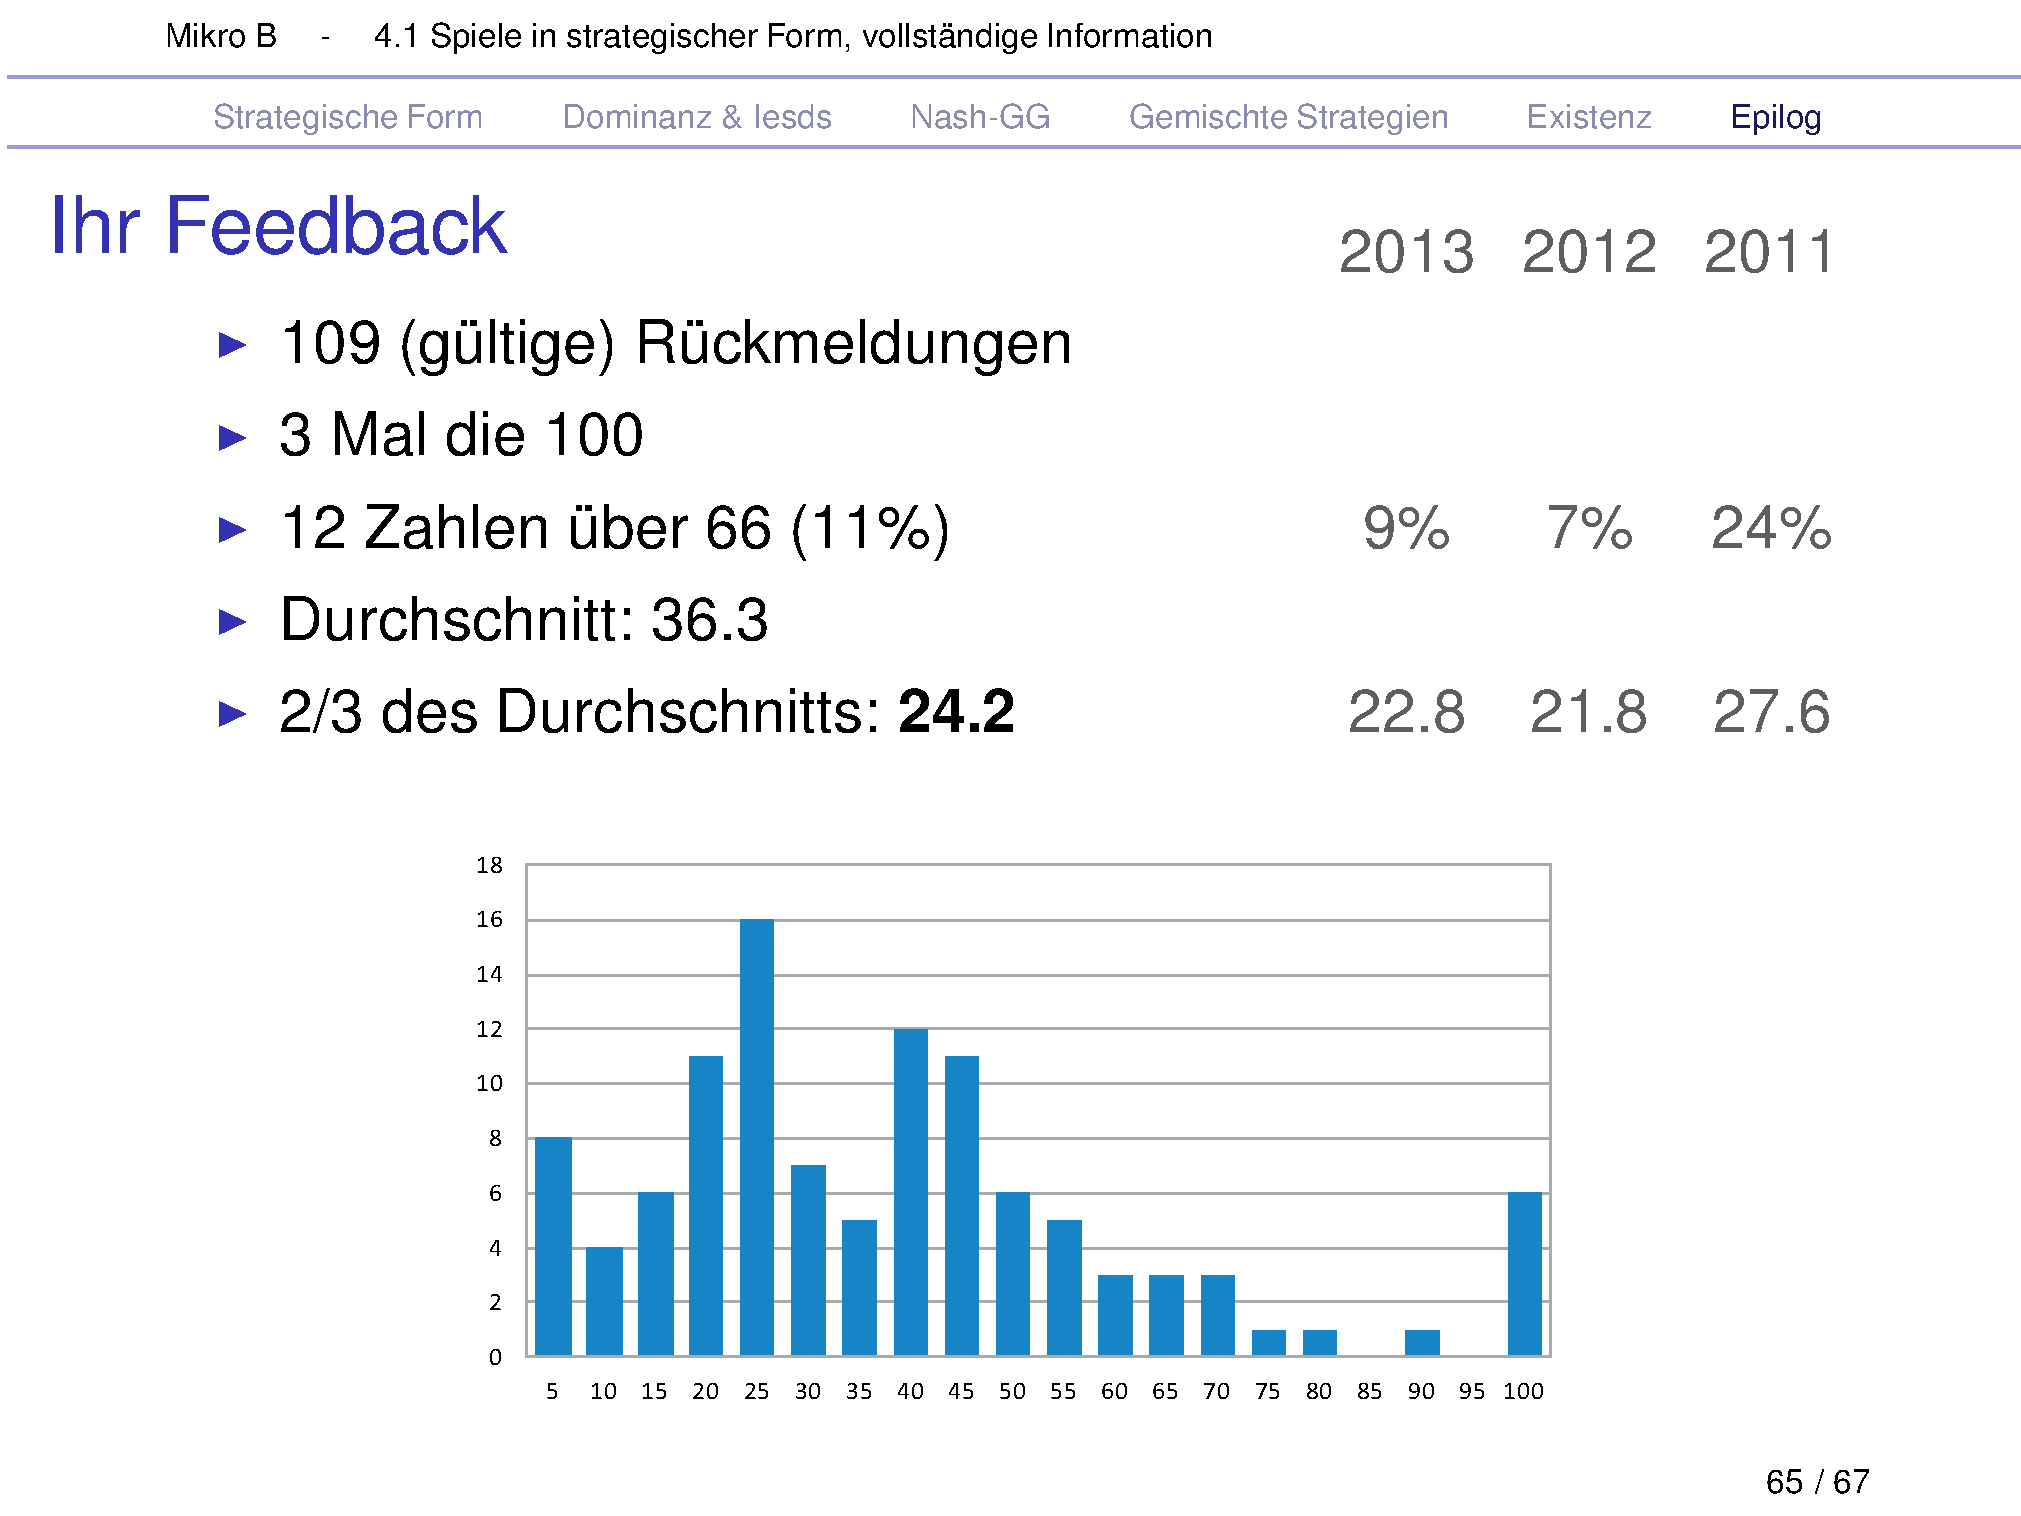 Mikro B - 4.1 Spiele in strategischer Form, vollständige Information
Strategische Form Dominanz & Iesds Nash-GG Gemischte Strategien Existenz Epilog
Ihr Feedback
2013 2012 2011
109 (gültige) Rückmeldungen
3 Mal die 100
12 Zahlen über 66 (11%) 9% 7% 24%
Durchschnitt: 36.3
2/3 des Durchschnitts: 24.2 22.8 21.8 27.6
18
16
14
12
10
8
6
4
2
0
5 10 15 20 25 30 35 40 45 50 55 60 65 70 75 80 85 90 95 100
65 / 67